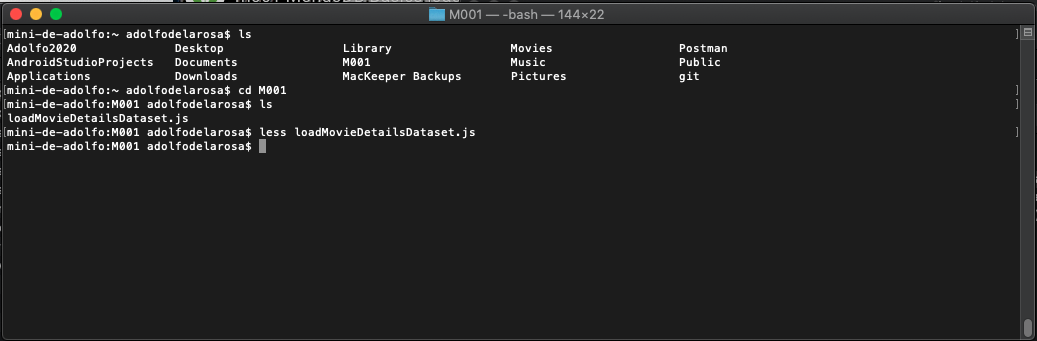 M001 — -bash — 144×22
[mini-de-adolfo:~ adolfodelarosa$ ls ]
Adolfo2020 Desktop Library Movies Postman
AndroidStudioProjects Documents M001 Music Public
Applications Downloads MacKeeper Backups Pictures git
[mini-de-adolfo:~ adolfodelarosa$ cd M001 ]
[mini-de-adolfo:M001 adolfodelarosa$ ls ]
loadMovieDetailsDataset.js
[mini-de-adolfo:M001 adolfodelarosa$ less loadMovieDetailsDataset.js ]
mini-de-adolfo:M001 adolfodelarosa$